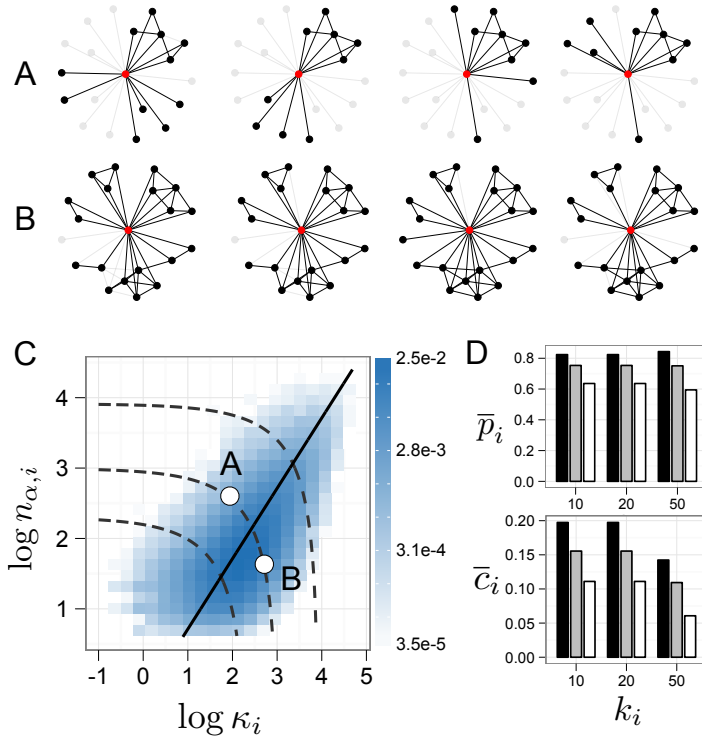 A
B
C
4
3
2
1
log n_{α,i}
-1 0 1 2 3 4 5
log κ_i
A
B
2.5e-2
2.8e-3
3.1e-4
3.5e-5
D
0.8
0.6
0.4
0.2
0.0
p̅_i
10 20 50
0.20
0.15
0.10
0.05
0.00
c̅_i
10 20 50
k_i